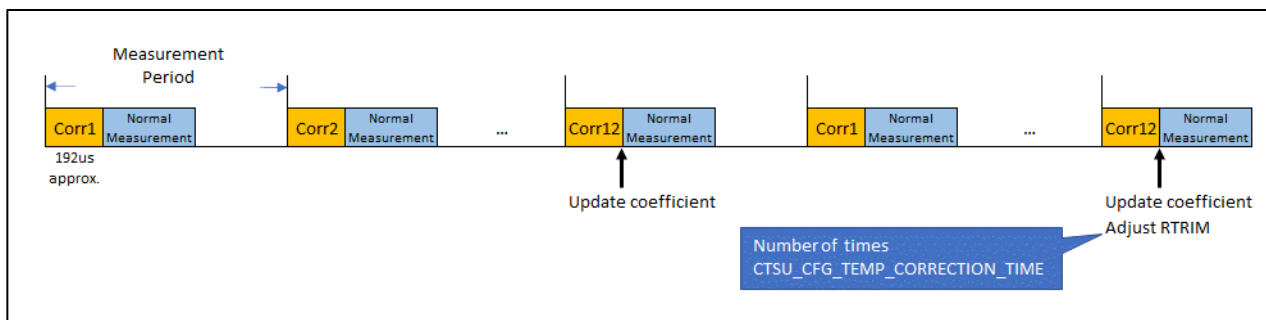 Measurement
Period
Corr1
Normal
Measurement
Corr2
Normal
Measurement
...
Corr12
Normal
Measurement
Corr1
Normal
Measurement
...
Corr12
Normal
Measurement
192us
approx.
Update coefficient
Update coefficient
Adjust RTRIM
Number of times
CTSU_CFG_TEMP_CORRECTION_TIME